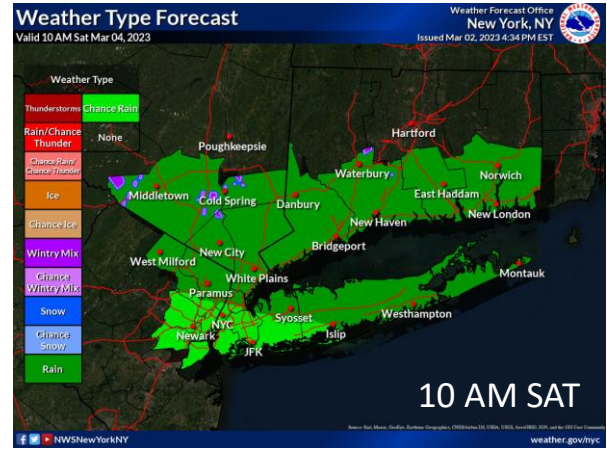 Weather Type Forecast
Valid 10 AM Sat Mar 04, 2023
Weather Forecast Office
New York, NY
Issued Mar 02, 2023 4:34 PM EST
Weather Type
Thunderstorms
Chance Rain
Rain/Chance
Thunder
None
Chance Rain/
Chance Thunder
Ice
Chance Ice
Wintry Mix
Chance
Wintry Mix
Snow
Chance
Snow
Rain
Poughkeepsie
Hartford
Waterbury
Norwich
Middletown
Cold Spring
Danbury
East Haddam
New London
New Haven
Bridgeport
New City
West Milford
White Plains
Montauk
Paramus
NYC
Syosset
Westhampton
Newark
Islip
JFK
10 AM SAT
NWSNewYorkNY
weather.gov/nyc